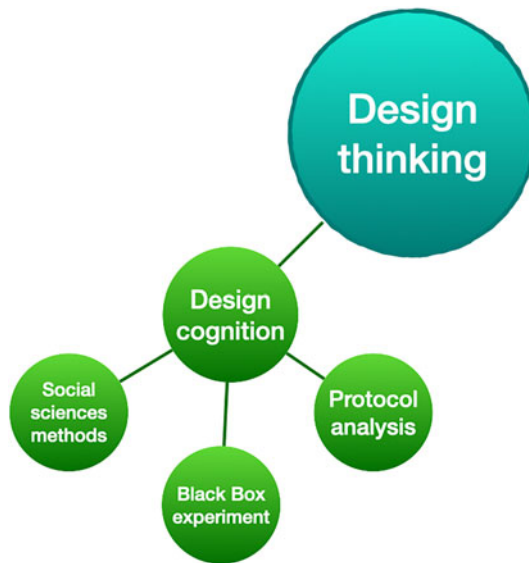 Design
thinking
Design
cognition
Social
sciences
methods
Protocol
analysis
Black Box
experiment